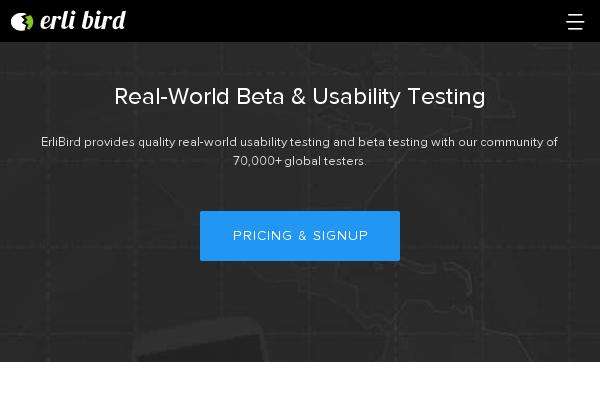 erli bird
Real-World Beta & Usability Testing
ErliBird provides quality real-world usability testing and beta testing with our community of
70,000+ global testers.
PRICING & SIGNUP